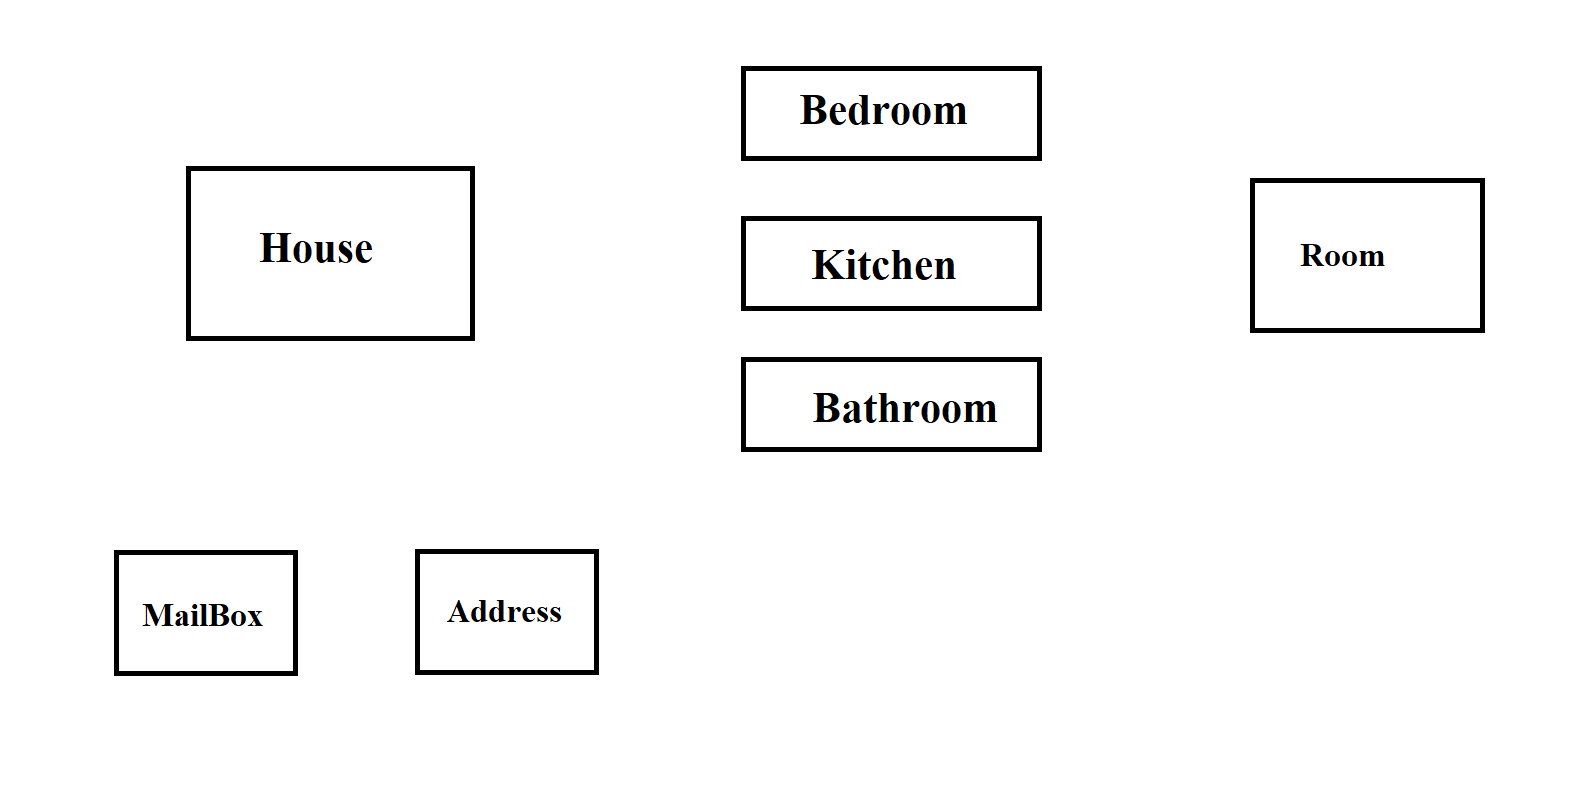 Bedroom
House
Kitchen
Room
Bathroom
MailBox
Address